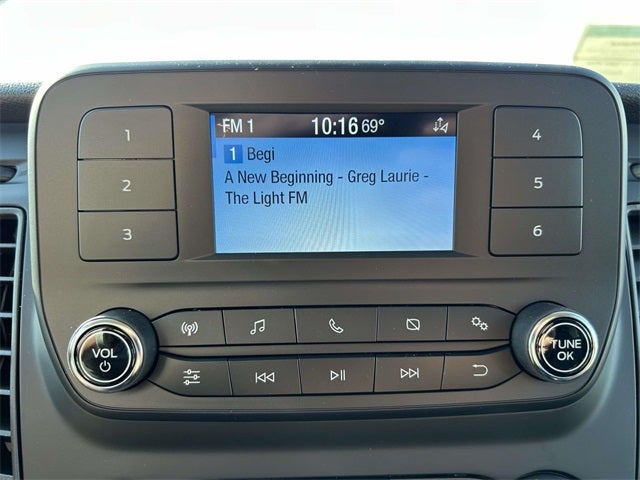 FM 1 10:16 69°
1 Begi
A New Beginning - Greg Laurie -
The Light FM
1
2
3
4
5
6
VOL
TUNE
OK